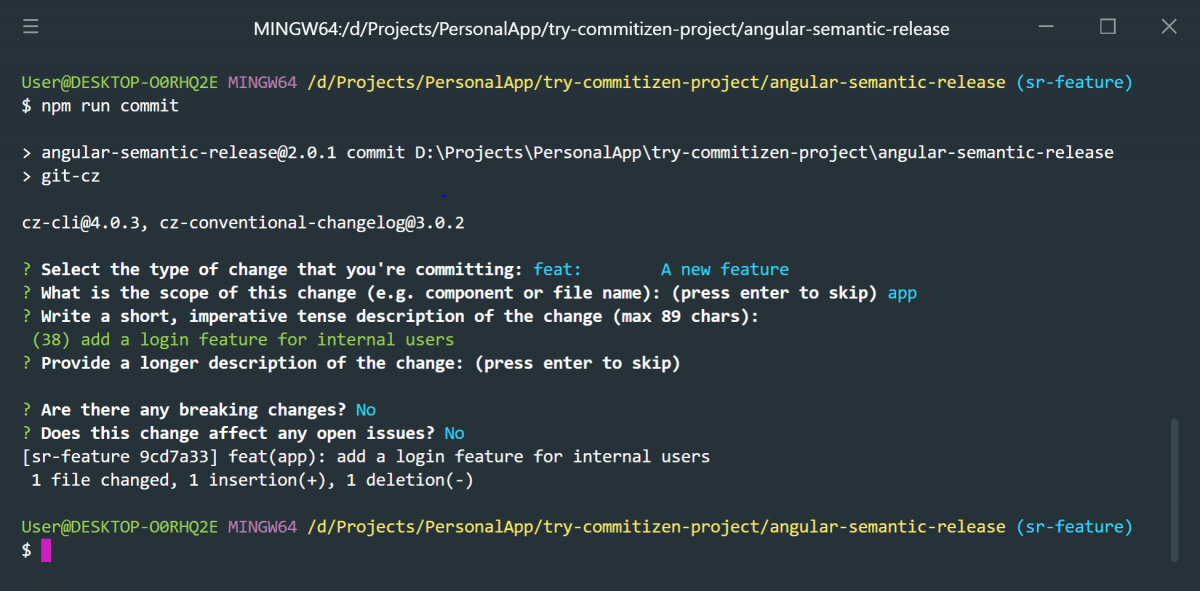 MINGW64:/d/Projects/PersonalApp/try-commitizen-project/angular-semantic-release
User@DESKTOP-O0RHQ2E MINGW64 /d/Projects/PersonalApp/try-commitizen-project/angular-semantic-release (sr-feature)
$ npm run commit
> angular-semantic-release@2.0.1 commit D:\Projects\PersonalApp\try-commitizen-project\angular-semantic-release
> git-cz
cz-cli@4.0.3, cz-conventional-changelog@3.0.2
? Select the type of change that you're committing: feat:        A new feature
? What is the scope of this change (e.g. component or file name): (press enter to skip) app
? Write a short, imperative tense description of the change (max 89 chars):
(38) add a login feature for internal users
? Provide a longer description of the change: (press enter to skip)
? Are there any breaking changes? No
? Does this change affect any open issues? No
[sr-feature 9cd7a33] feat(app): add a login feature for internal users
1 file changed, 1 insertion(+), 1 deletion(-)
User@DESKTOP-O0RHQ2E MINGW64 /d/Projects/PersonalApp/try-commitizen-project/angular-semantic-release (sr-feature)
$